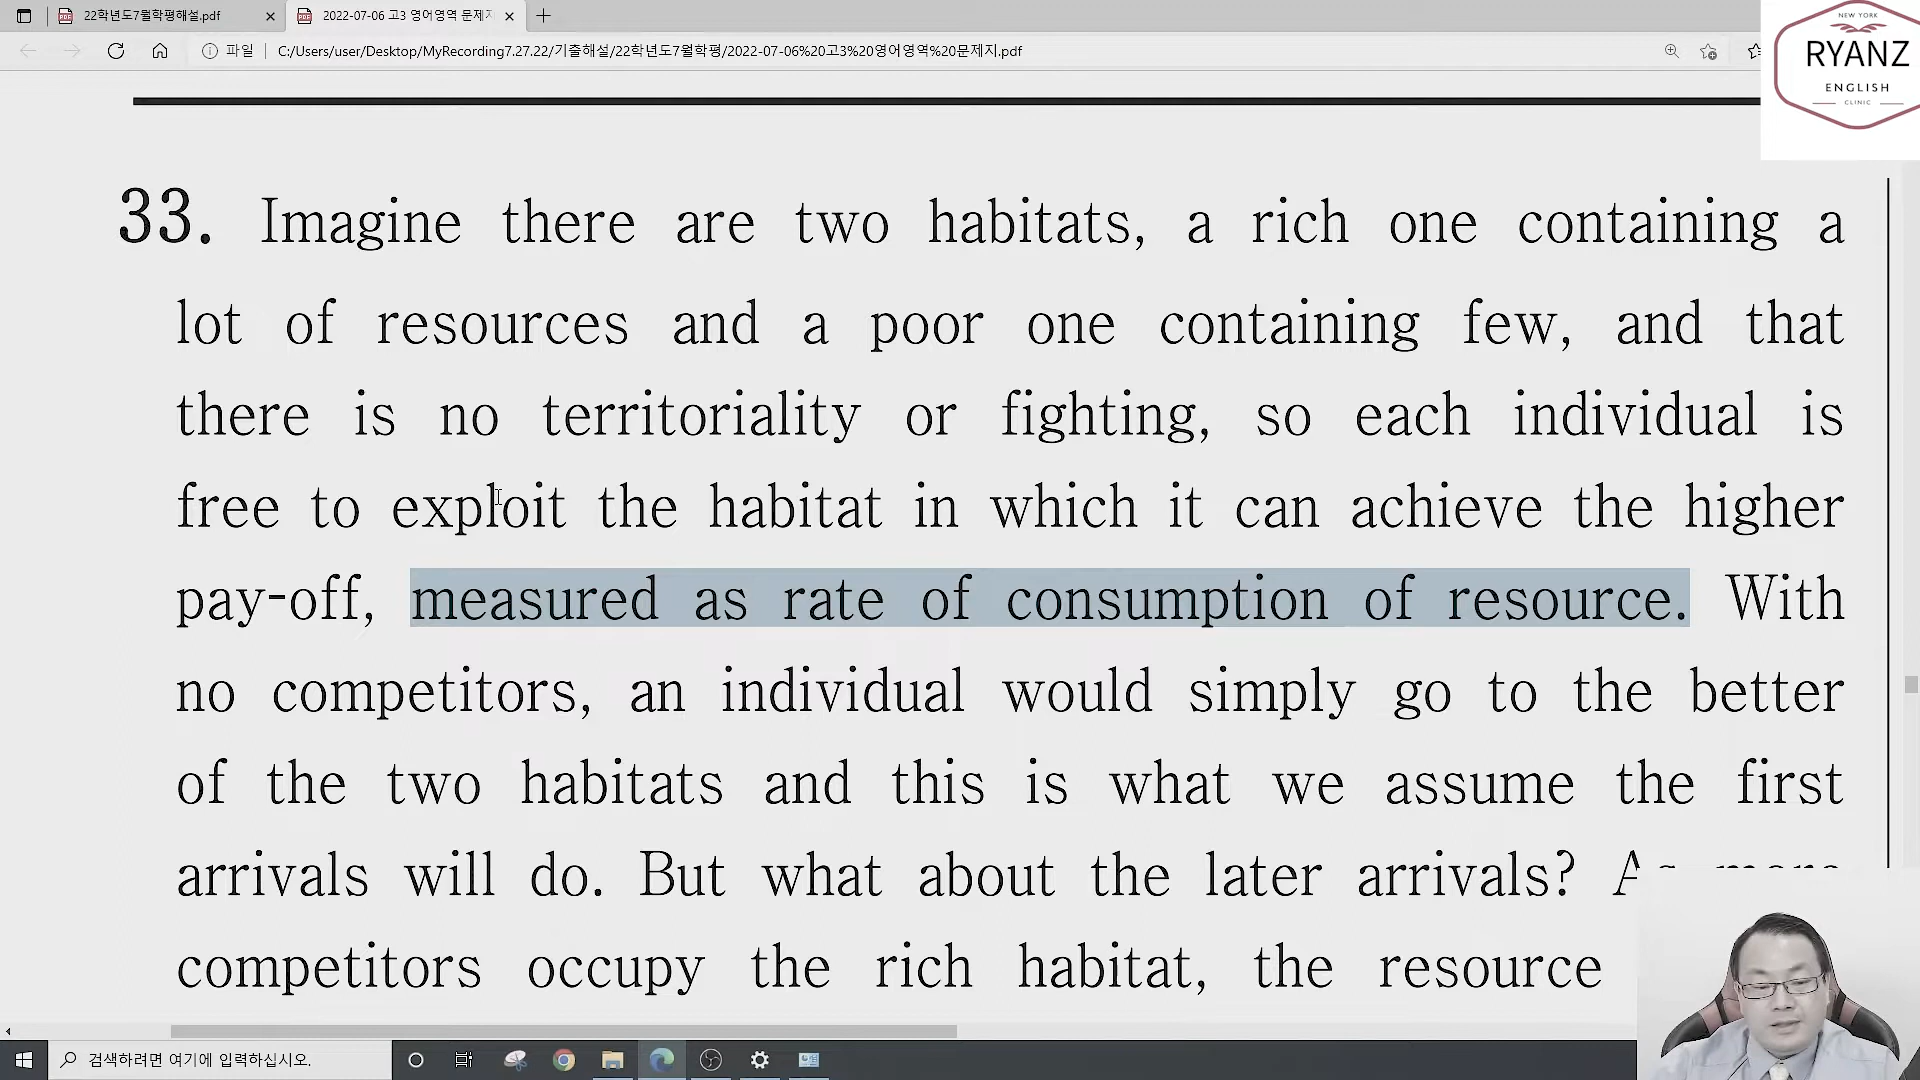 22학년도7월학평해설.pdf
2022-07-06 고3 영어영역 문제지
파일
C:/Users/user/Desktop/MyRecording7.27.22/기출해설/22학년도7월학평/2022-07-06%20고3%20영어영역%20문제지.pdf
NEW YORK
RYANZ
ENGLISH
CLINIC
33. Imagine there are two habitats, a rich one containing a
lot of resources and a poor one containing few, and that
there is no territoriality or fighting, so each individual is
free to exploit the habitat in which it can achieve the higher
pay-off, measured as rate of consumption of resource. With
no competitors, an individual would simply go to the better
of the two habitats and this is what we assume the first
arrivals will do. But what about the later arrivals? As more
competitors occupy the rich habitat, the resource
검색하려면 여기에 입력하십시오.